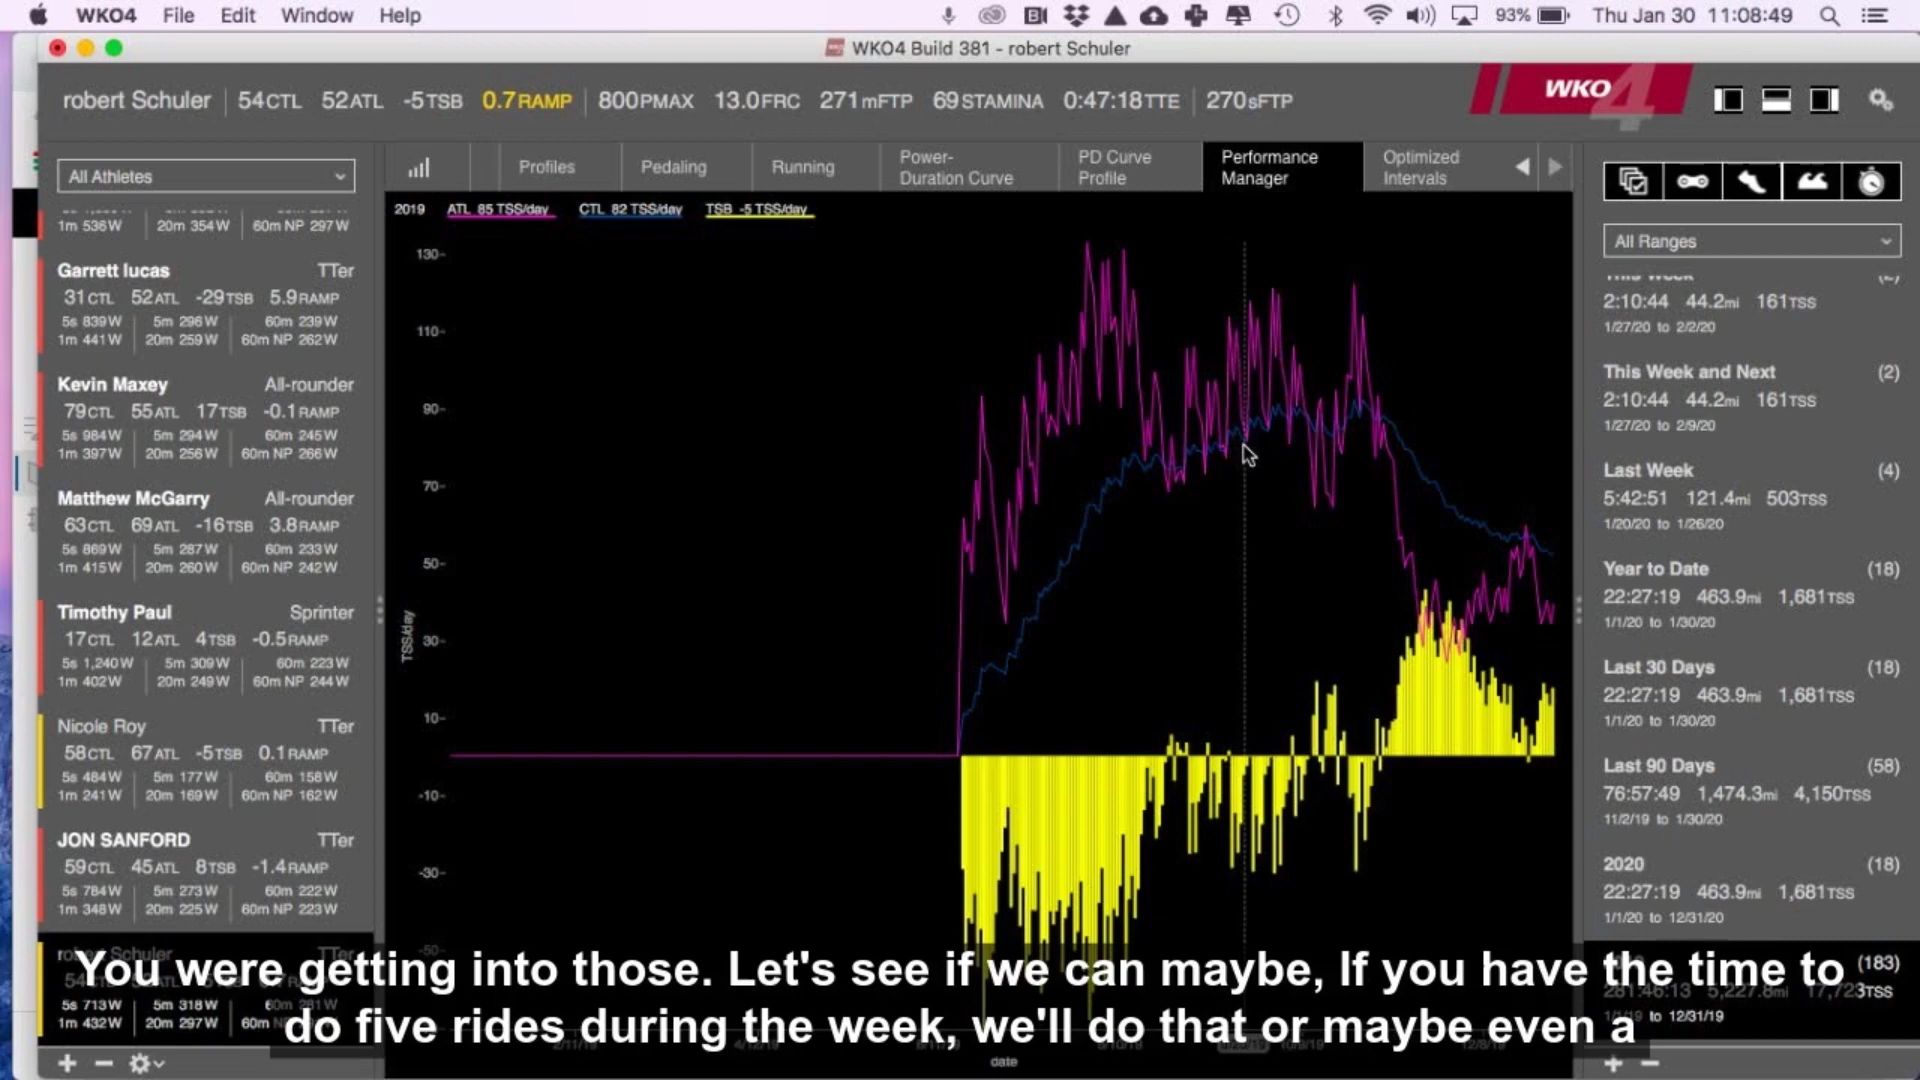 WKO4 File Edit Window Help
93% Thu Jan 30 11:08:49
WKO4 Build 381 - robert Schuler
robert Schuler 54CTL 52ATL -5TSB 0.7RAMP 800PMAX 13.0FRC 271mFTP 69STAMINA 0:47:18TTE 270sFTP
WKO 4
All Athletes
1m 536W 20m 354W 60m NP 297W
Garrett lucas TTer
31CTL 52ATL -29TSB 5.9RAMP
5s 839W 5m 296W 60m 239W
1m 441W 20m 259W 60m NP 262W
Kevin Maxey All-rounder
79CTL 55ATL 17TSB -0.1RAMP
5s 984W 5m 294W 60m 245W
1m 397W 20m 256W 60m NP 266W
Matthew McGarry All-rounder
63CTL 69ATL -16TSB 3.8RAMP
5s 869W 5m 287W 60m 233W
1m 415W 20m 260W 60m NP 242W
Timothy Paul Sprinter
17CTL 12ATL 4TSB -0.5RAMP
5s 1,240W 5m 309W 60m 223W
1m 402W 20m 249W 60m NP 244W
Nicole Roy TTer
58CTL 67ATL -5TSB 0.1RAMP
5s 484W 5m 177W 60m 158W
1m 241W 20m 169W 60m NP 162W
JON SANFORD TTer
59CTL 45ATL 8TSB -1.4RAMP
5s 784W 5m 273W 60m 222W
1m 348W 20m 225W 60m NP 223W
robert Schuler TTer
5s 713W 5m 318W 60m 281W
1m 432W 20m 297W 60m
Profiles
Pedaling
Running
Power-
Duration Curve
PD Curve
Profile
Performance
Manager
Optimized
Intervals
2019 ATL 85 TSS/day CTL 82 TSS/day TSB -5 TSS/day
130
110
90
70
50
30
10
-10
-30
-50
TSS/day
date
All Ranges
This Week (2)
2:10:44 44.2mi 161TSS
1/27/20 to 2/2/20
This Week and Next (2)
2:10:44 44.2mi 161TSS
1/27/20 to 2/9/20
Last Week (4)
5:42:51 121.4mi 503TSS
1/20/20 to 1/26/20
Year to Date (18)
22:27:19 463.9mi 1,681TSS
1/1/20 to 1/30/20
Last 30 Days (18)
22:27:19 463.9mi 1,681TSS
1/1/20 to 1/30/20
Last 90 Days (58)
76:57:49 1,474.3mi 4,150TSS
11/2/19 to 1/30/20
2020 (18)
22:27:19 463.9mi 1,681TSS
1/1/20 to 12/31/20
(183)
281:46:13 5,227.8mi 17,723TSS
to 12/31/19
You were getting into those. Let's see if we can maybe, If you have the time to
do five rides during the week, we'll do that or maybe even a